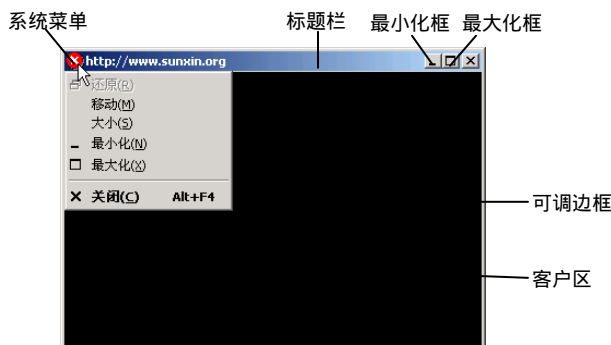 系统菜单
标题栏
最小化框
最大化框
http://www.sunxin.org
还原(R)
移动(M)
大小(S)
最小化(N)
最大化(X)
关闭(C) Alt+F4
可调边框
客户区